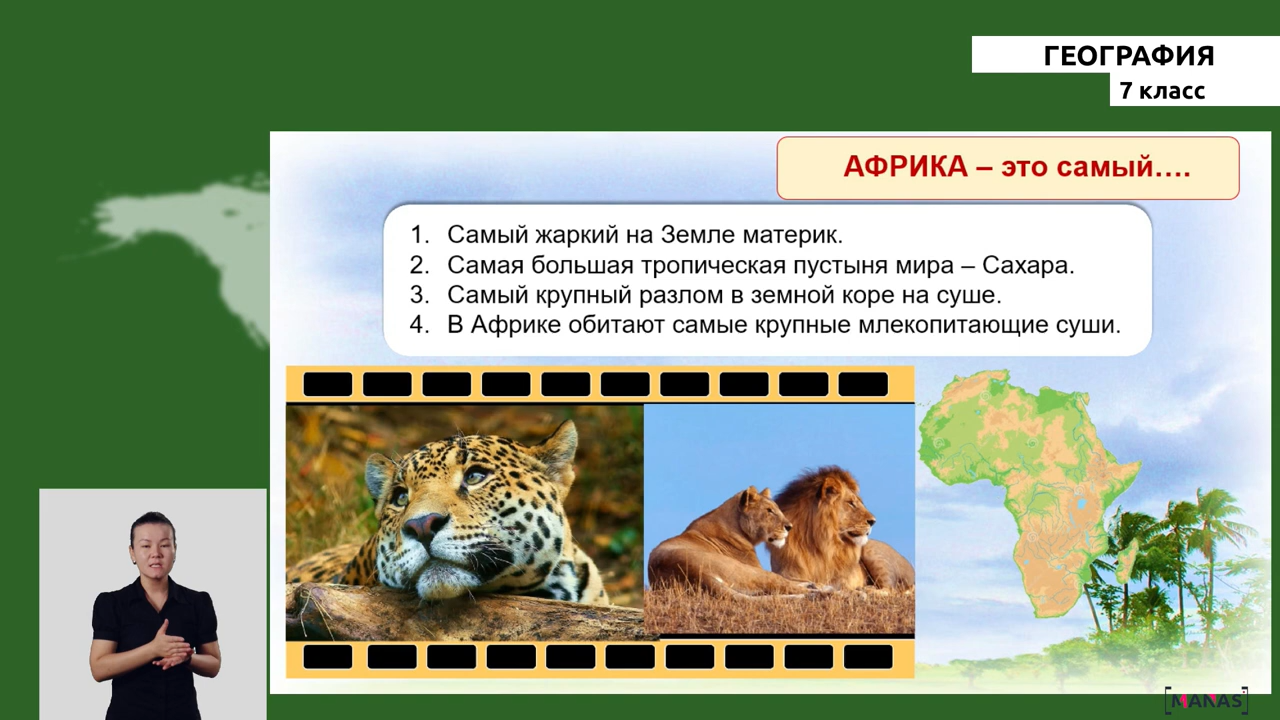 ГЕОГРАФИЯ
7 класс
АФРИКА – это самый....
1. Самый жаркий на Земле материк.
2. Самая большая тропическая пустыня мира – Сахара.
3. Самый крупный разлом в земной коре на суше.
4. В Африке обитают самые крупные млекопитающие суши.
[MANAS]